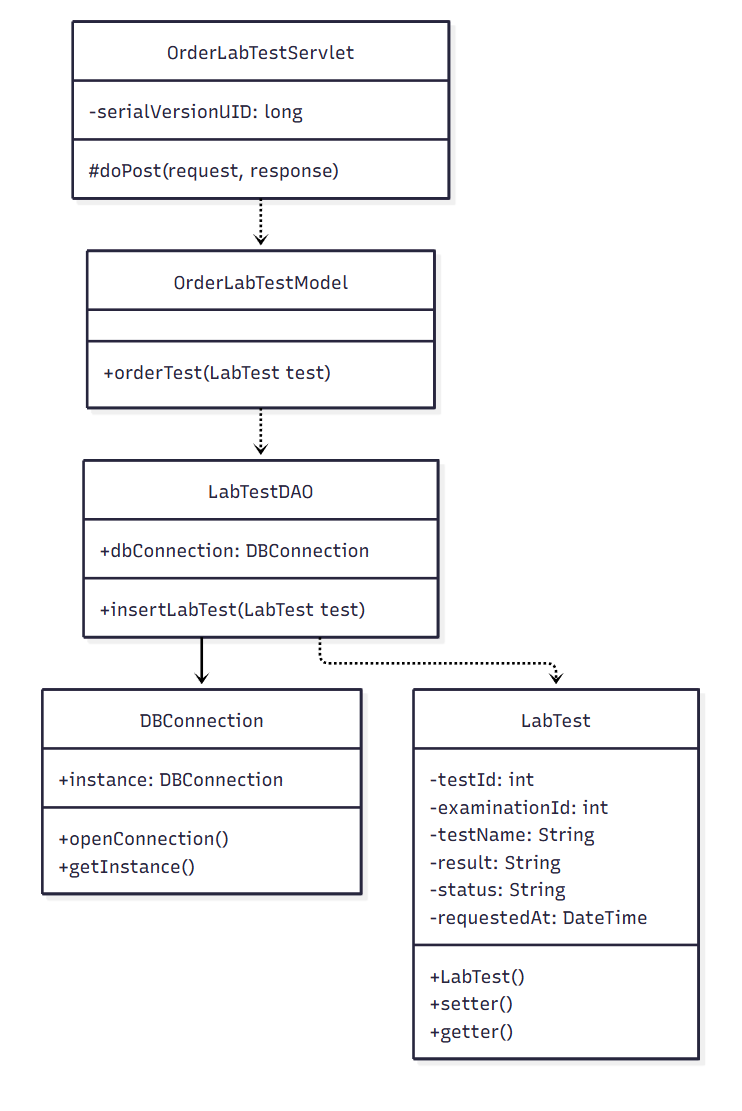 OrderLabTestServlet
-serialVersionUID: long
#doPost(request, response)
OrderLabTestModel
+orderTest(LabTest test)
LabTestDAO
+dbConnection: DBConnection
+insertLabTest(LabTest test)
DBConnection
+instance: DBConnection
+openConnection()
+getInstance()
LabTest
-testId: int
-examinationId: int
-testName: String
-result: String
-status: String
-requestedAt: DateTime
+LabTest()
+setter()
+getter()